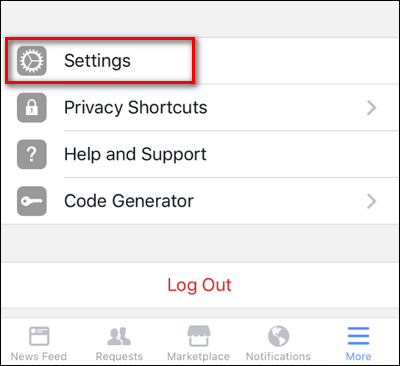 Settings
Privacy Shortcuts
?
Help and Support
Code Generator
Log Out
News Feed
Requests
Marketplace
Notifications
More